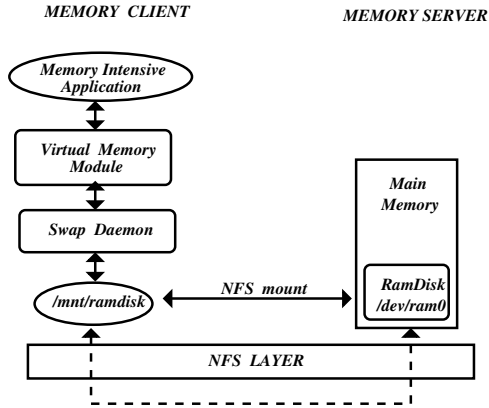 MEMORY CLIENT
MEMORY SERVER
Memory Intensive
Application
Virtual Memory
Module
Swap Daemon
/mnt/ramdisk
NFS mount
Main
Memory
RamDisk
/dev/ram0
NFS LAYER